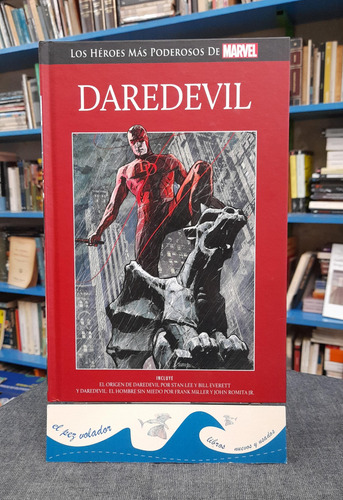 LOS HÉROES MÁS PODEROSOS DE MARVEL
DAREDEVIL
INCLUYE
EL ORIGEN DE DAREDEVIL POR STAN LEE Y BILL EVERETT
Y DAREDEVIL. EL HOMBRE SIN MIEDO POR FRANK MILLER Y JOHN ROMITA JR.
el pez volador
libros
nuevos y usados